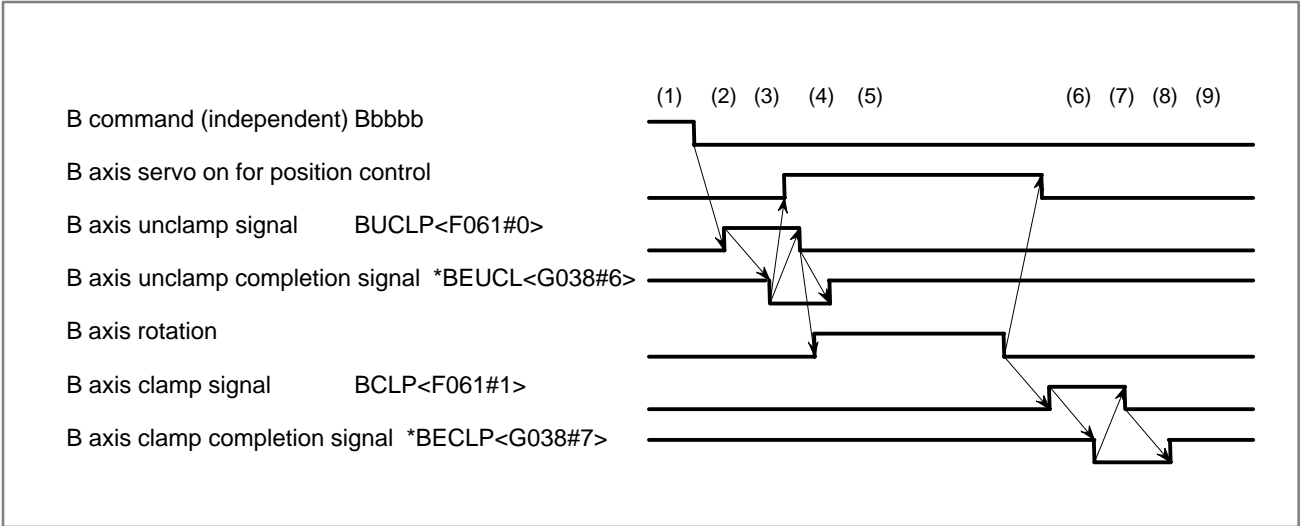 (1) (2) (3) (4) (5) (6) (7) (8) (9)
B command (independent) Bbbbb
B axis servo on for position control
B axis unclamp signal BUCLP<F061#0>
B axis unclamp completion signal *BEUCL<G038#6>
B axis rotation
B axis clamp signal BCLP<F061#1>
B axis clamp completion signal *BECLP<G038#7>